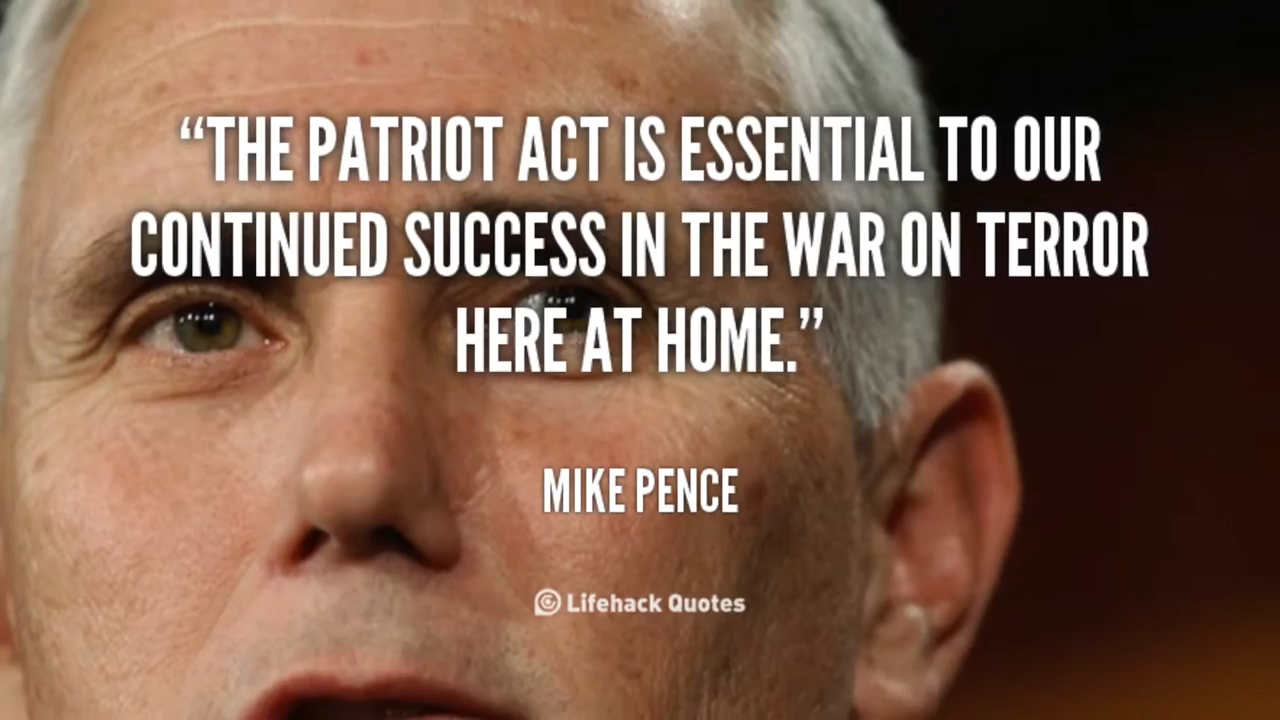 “THE PATRIOT ACT IS ESSENTIAL TO OUR
CONTINUED SUCCESS IN THE WAR ON TERROR
HERE AT HOME.”
MIKE PENCE
Lifehack Quotes